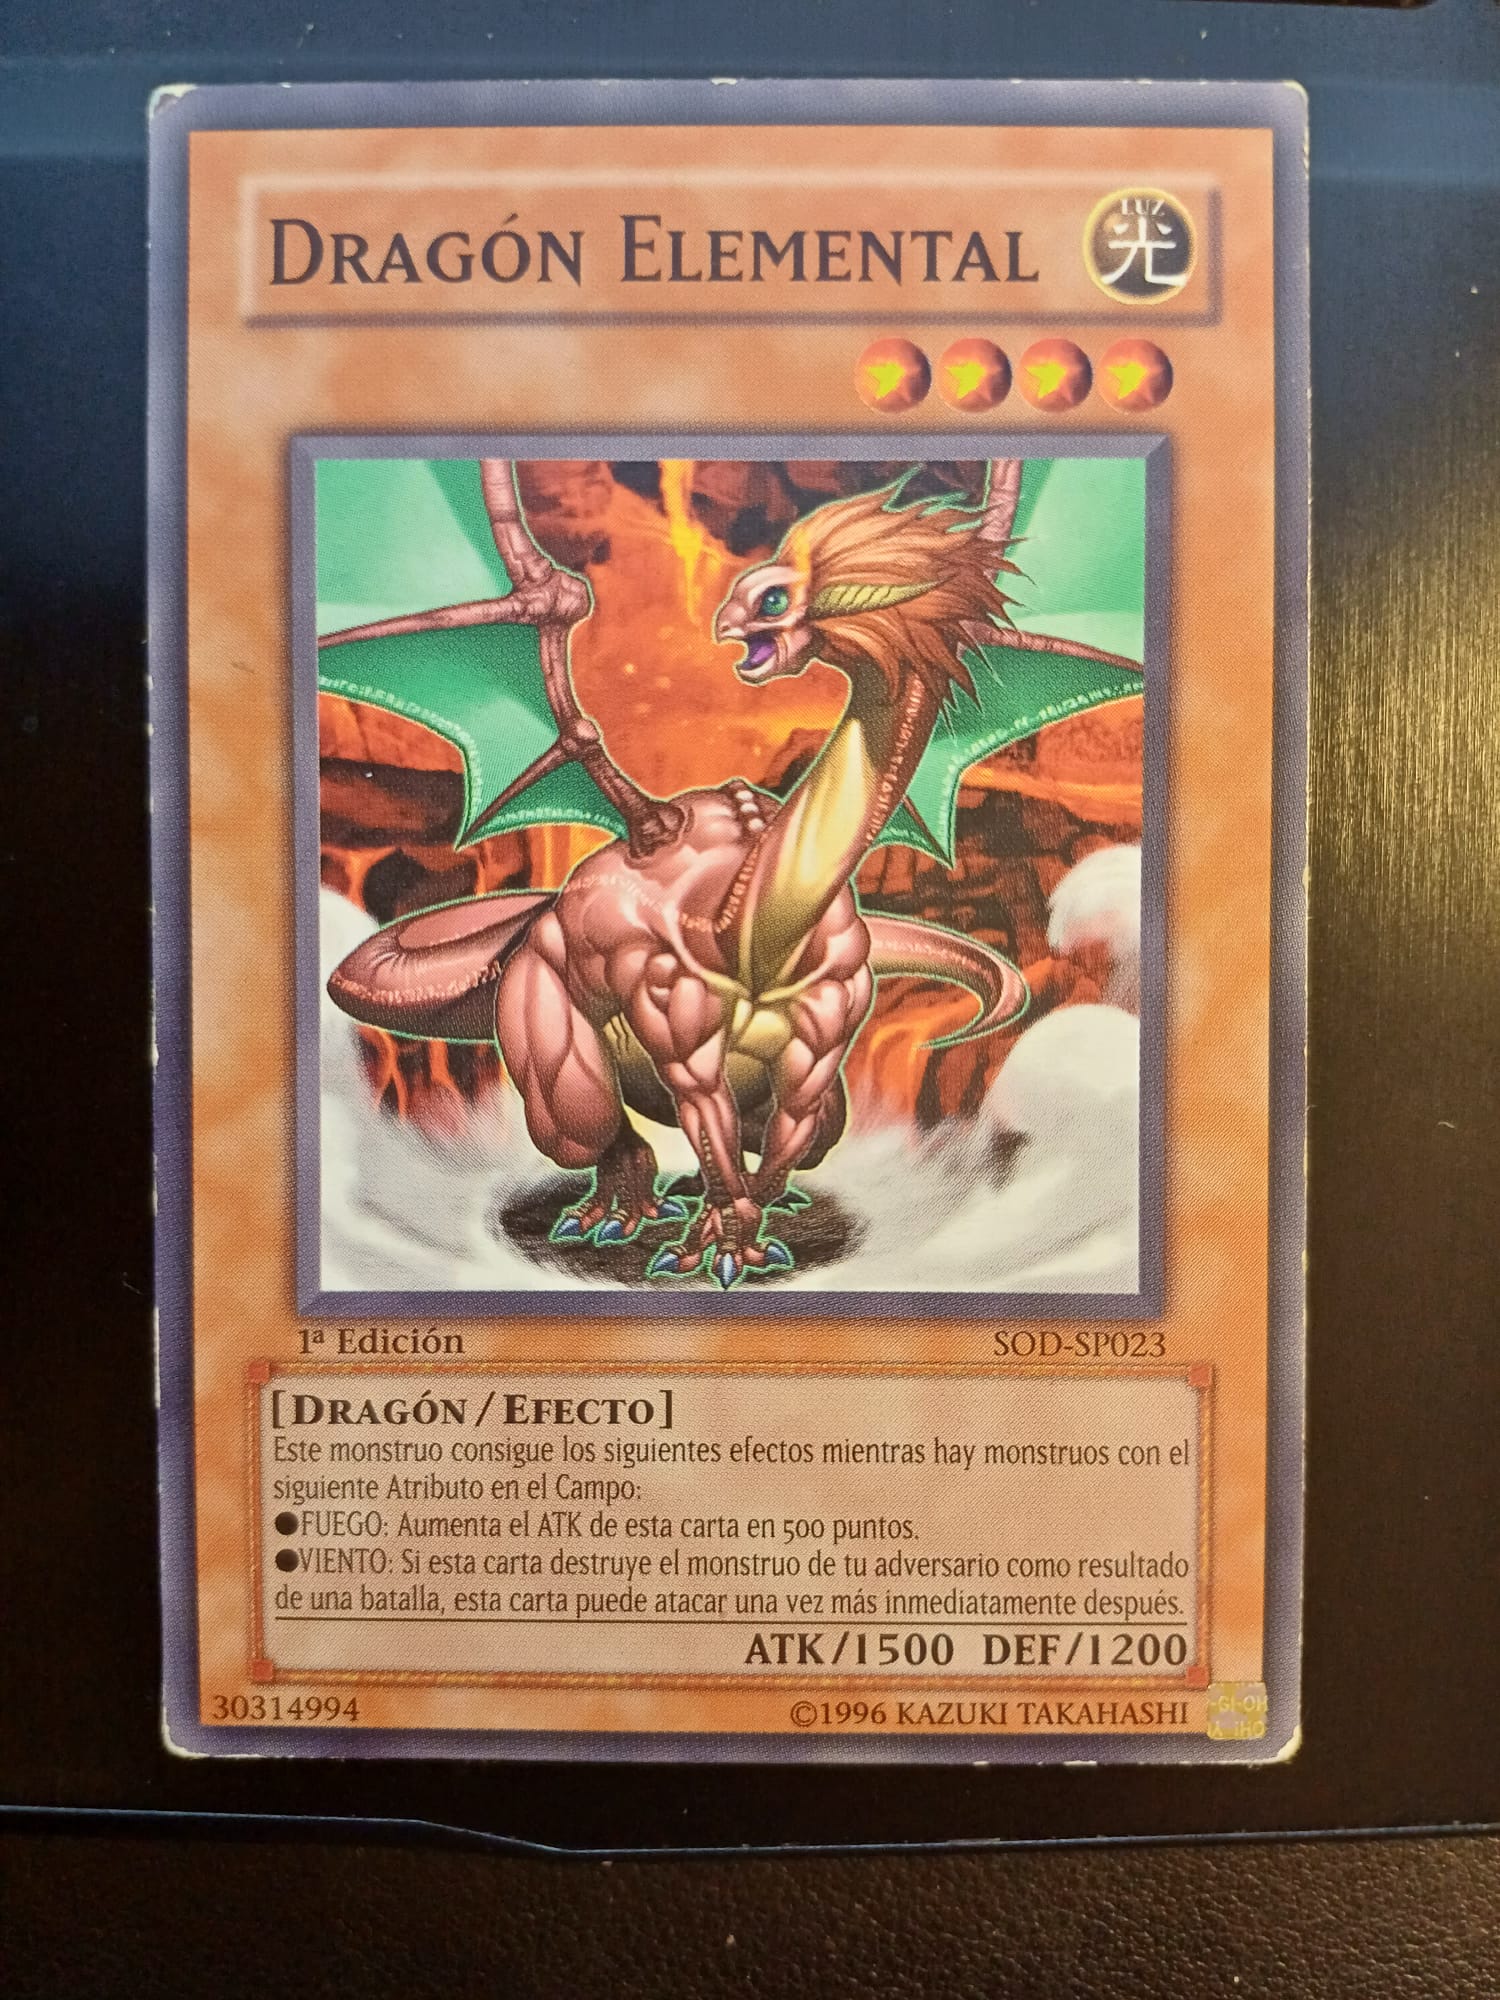 DRAGÓN ELEMENTAL
LUZ
光
1ª Edición
SOD-SP023
[DRAGÓN/EFECTO]
Este monstruo consigue los siguientes efectos mientras hay monstruos con el
siguiente Atributo en el Campo:
●FUEGO: Aumenta el ATK de esta carta en 500 puntos.
●VIENTO: Si esta carta destruye el monstruo de tu adversario como resultado
de una batalla, esta carta puede atacar una vez más inmediatamente después.
ATK/1500 DEF/1200
30314994
©1996 KAZUKI TAKAHASHI